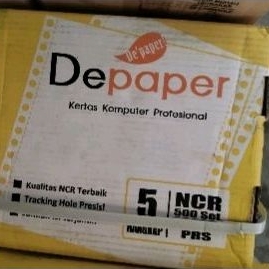 De'paper
Depaper
Kertas Komputer Profesional
Kualitas NCR Terbaik
Tracking Hole Presisi
5
NCR
500 Set
PRS